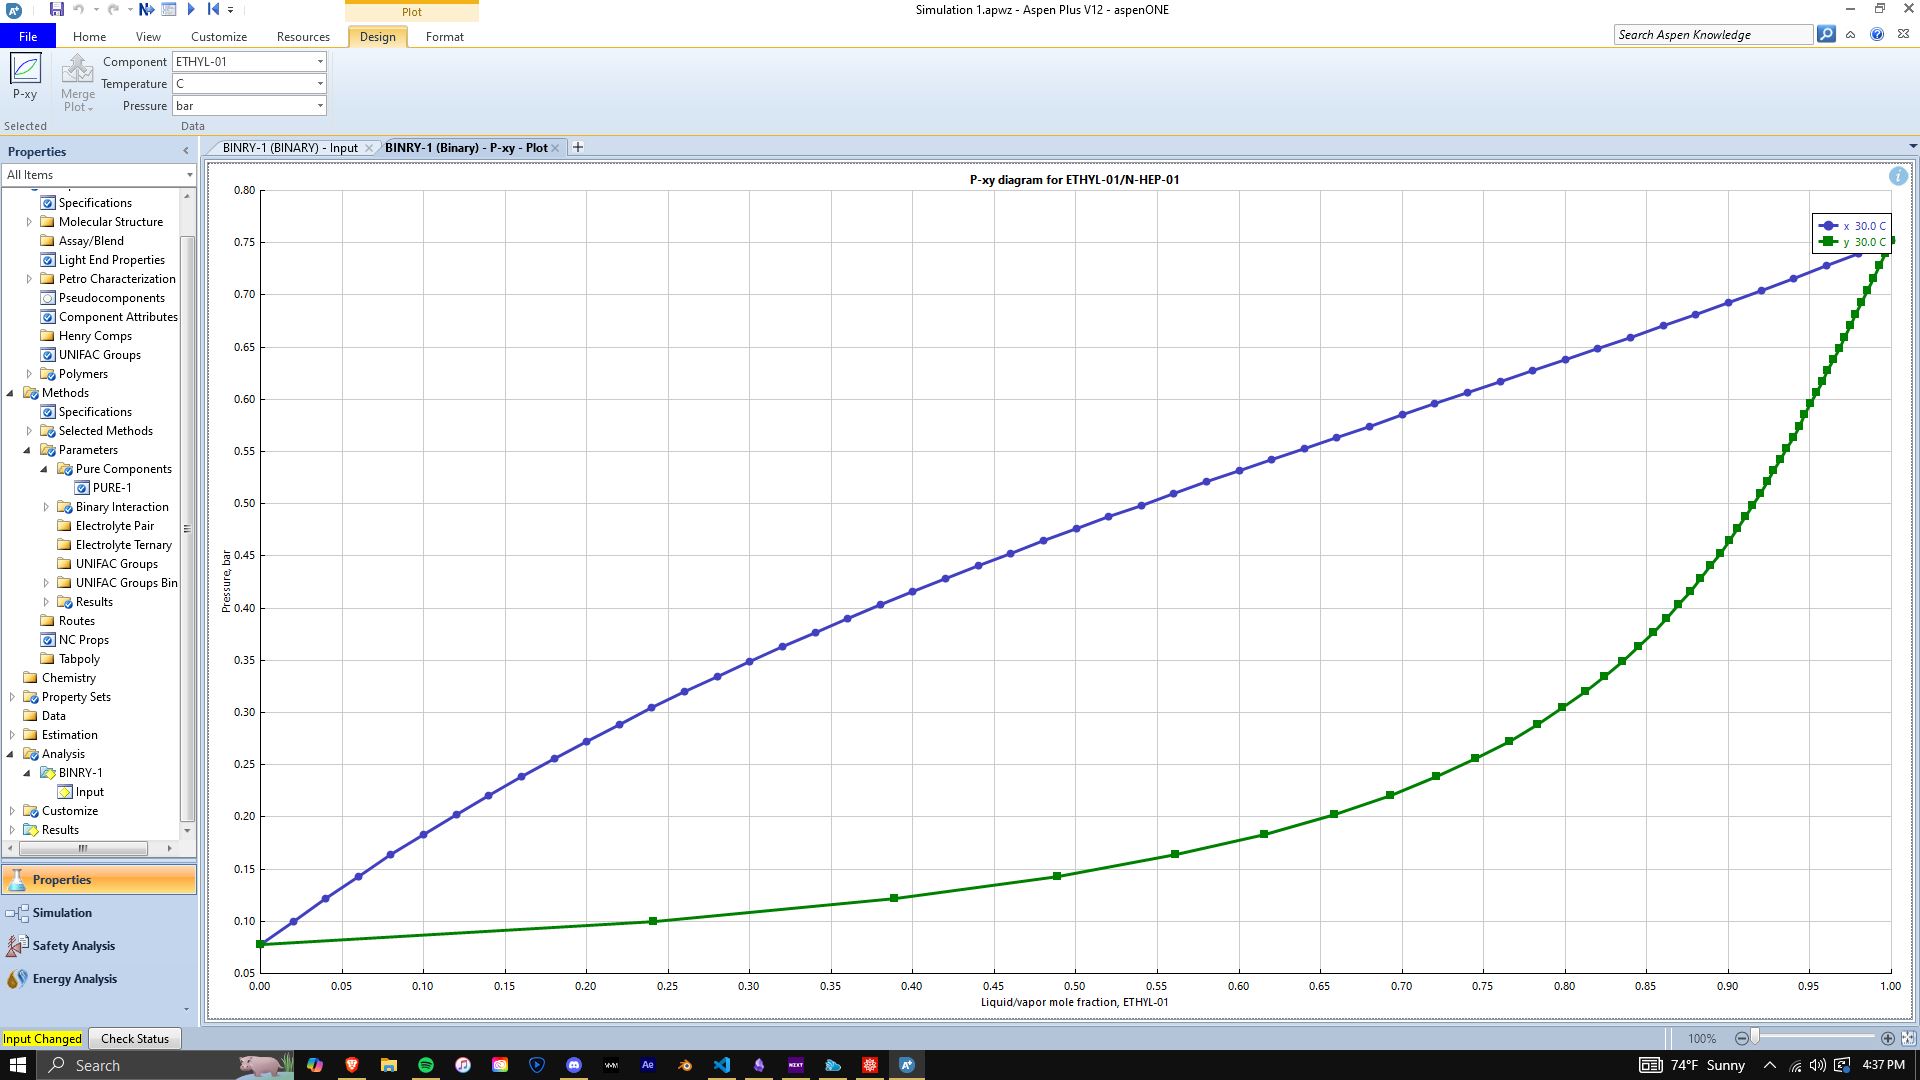 Simulation 1.apwz - Aspen Plus V12 - aspenONE
Plot
File Home View Customize Resources Design Format
Search Aspen Knowledge
P-xy
Selected
Merge
Plot
Component ETHYL-01
Temperature C
Pressure bar
Data
Properties
All Items
Specifications
Molecular Structure
Assay/Blend
Light End Properties
Petro Characterization
Pseudocomponents
Component Attributes
Henry Comps
UNIFAC Groups
Polymers
Methods
Specifications
Selected Methods
Parameters
Pure Components
PURE-1
Binary Interaction
Electrolyte Pair
Electrolyte Ternary
UNIFAC Groups
UNIFAC Groups Bin
Results
Routes
NC Props
Tabpoly
Chemistry
Property Sets
Data
Estimation
Analysis
BINRY-1
Input
Customize
Results
Properties
Simulation
Safety Analysis
Energy Analysis
BINRY-1 (BINARY) - Input
BINRY-1 (Binary) - P-xy - Plot
P-xy diagram for ETHYL-01/N-HEP-01
x 30.0 C
y 30.0 C
Pressure, bar
0.80
0.75
0.70
0.65
0.60
0.55
0.50
0.45
0.40
0.35
0.30
0.25
0.20
0.15
0.10
0.05
0.00 0.05 0.10 0.15 0.20 0.25 0.30 0.35 0.40 0.45 0.50 0.55 0.60 0.65 0.70 0.75 0.80 0.85 0.90 0.95 1.00
Liquid/vapor mole fraction, ETHYL-01
Input Changed
Check Status
100%
Search
Ae
74°F Sunny
4:37 PM